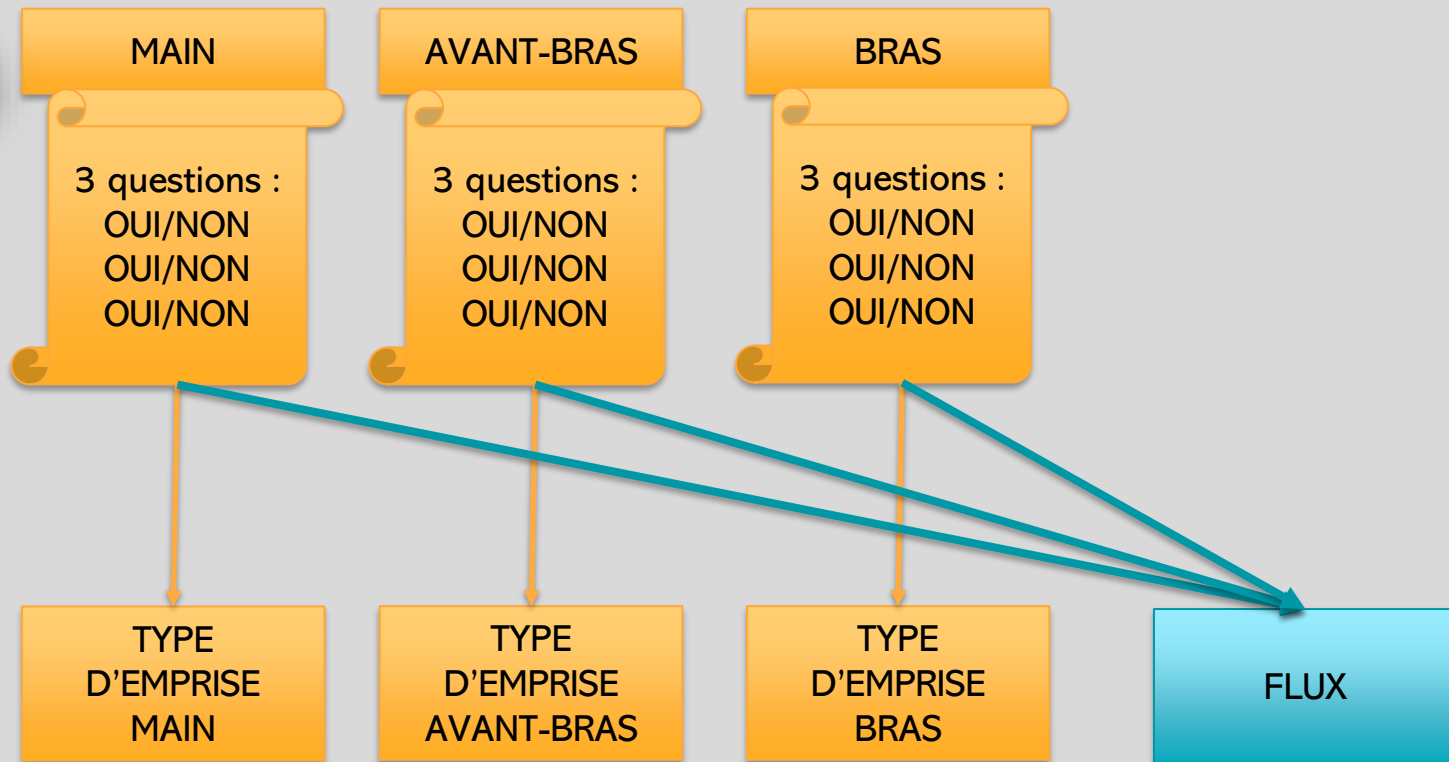 MAIN
AVANT-BRAS
BRAS
3 questions :
OUI/NON
OUI/NON
OUI/NON
3 questions :
OUI/NON
OUI/NON
OUI/NON
3 questions :
OUI/NON
OUI/NON
OUI/NON
TYPE
D’EMPRISE
MAIN
TYPE
D’EMPRISE
AVANT-BRAS
TYPE
D’EMPRISE
BRAS
FLUX